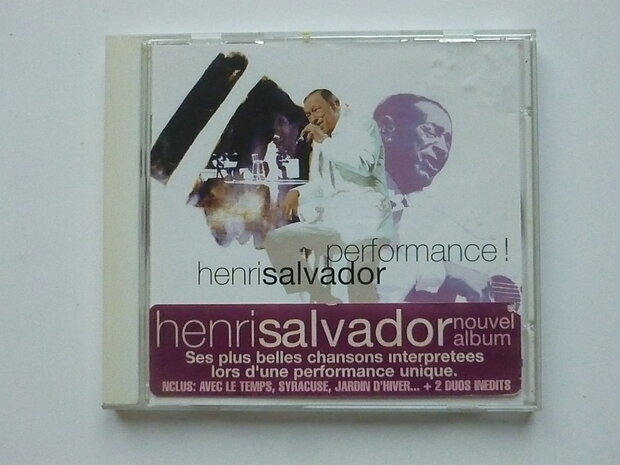 performance !
henrisalvador
henrisalvador nouvel album
Ses plus belles chansons interpretees
lors d'une performance unique.
NCLUS: AVEC LE TEMPS, SYRACUSE, JARDIN D'HIVER... + 2 DUOS INEDITS